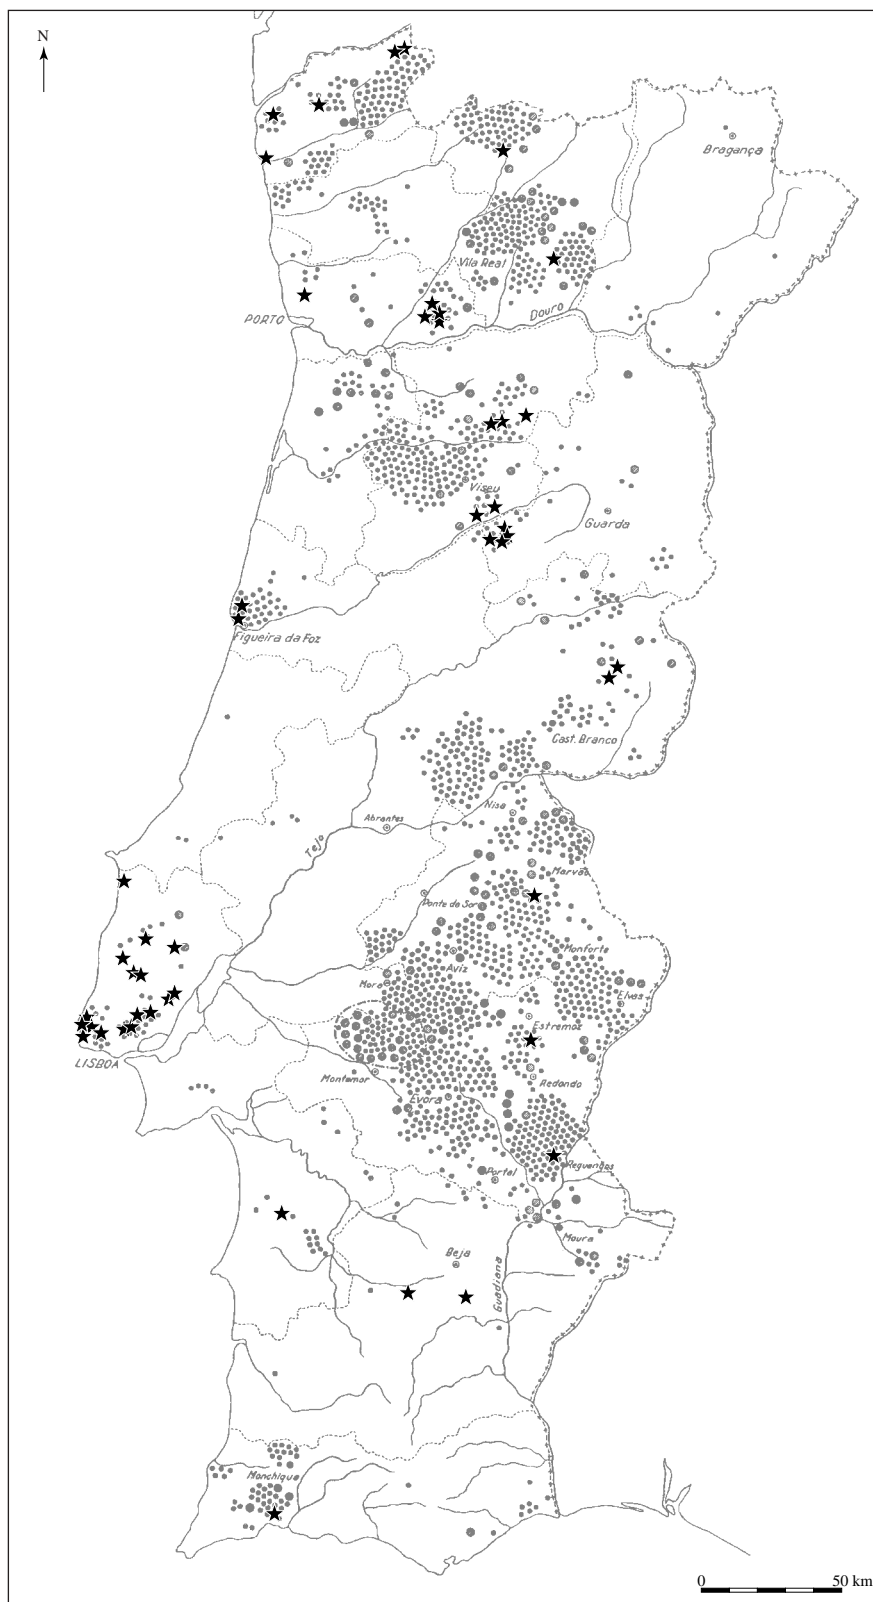 N
Bragança
Vila Real
PORTO
Douro
Viseu
Guarda
Figueira da Foz
Cast. Branco
Nisa
Abrantes
Tejo
Marvão
Ponte de Sor
Monforte
Aviz
Mora
Elvas
Estremoz
LISBOA
Montemor
Redondo
Evora
Reguengos
Portel
Moura
Beja
Guadiana
Monchique
0 50 km